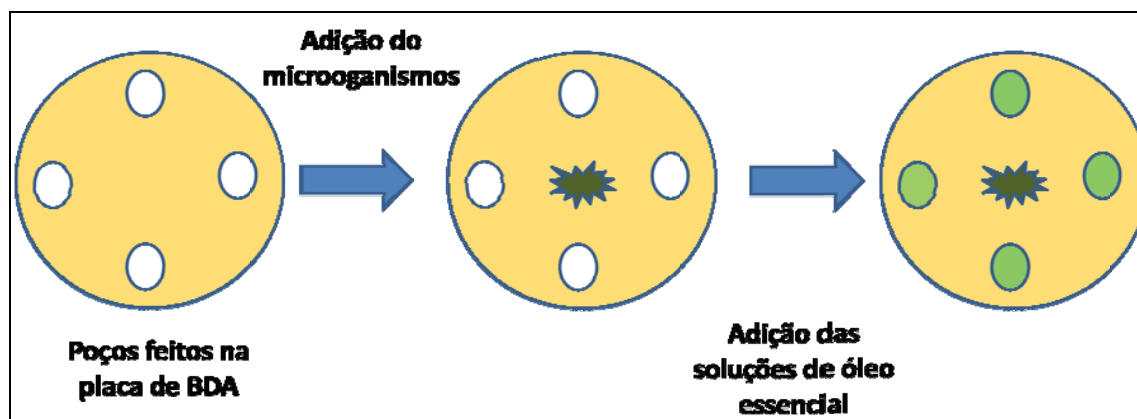 Adição do
microoganismos
Poços feitos na
placa de BDA
Adição das
soluções de óleo
essencial